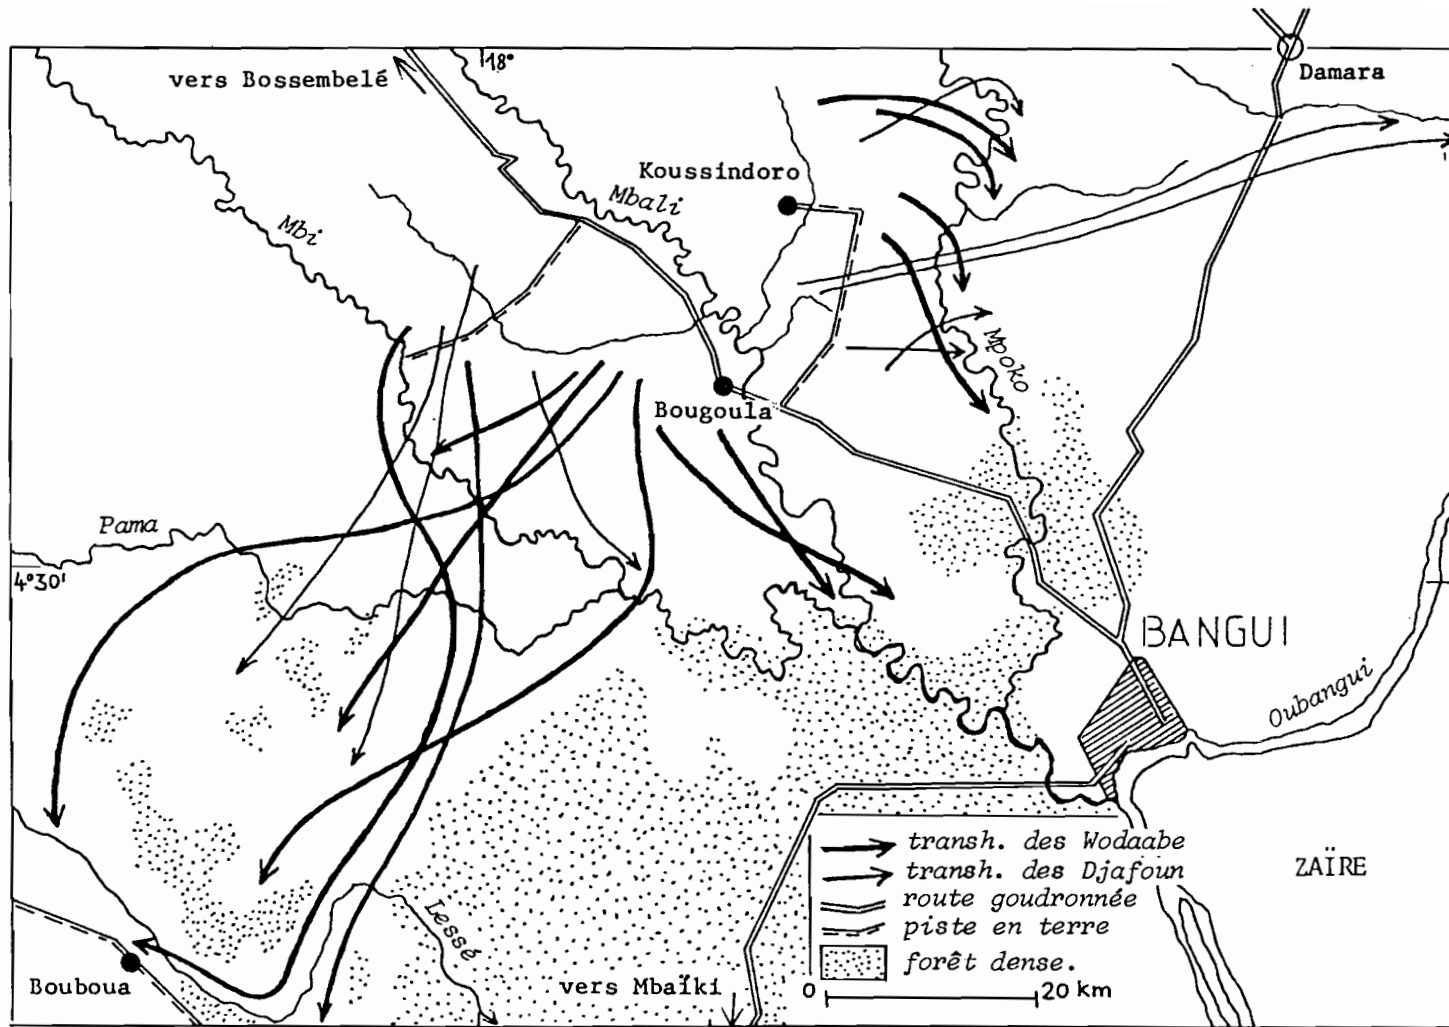 18°
vers Bossembelé
Damara
Koussindoro
Mbali
Mbi
Mpoko
Bougoula
Pama
4°30'
BANGUI
Oubangui
transh. des Wodaabe
transh. des Djafoun
route goudronnée
piste en terre
forêt dense.
ZAÏRE
Lessé
Bouboua
vers Mbaïki
0 20 km